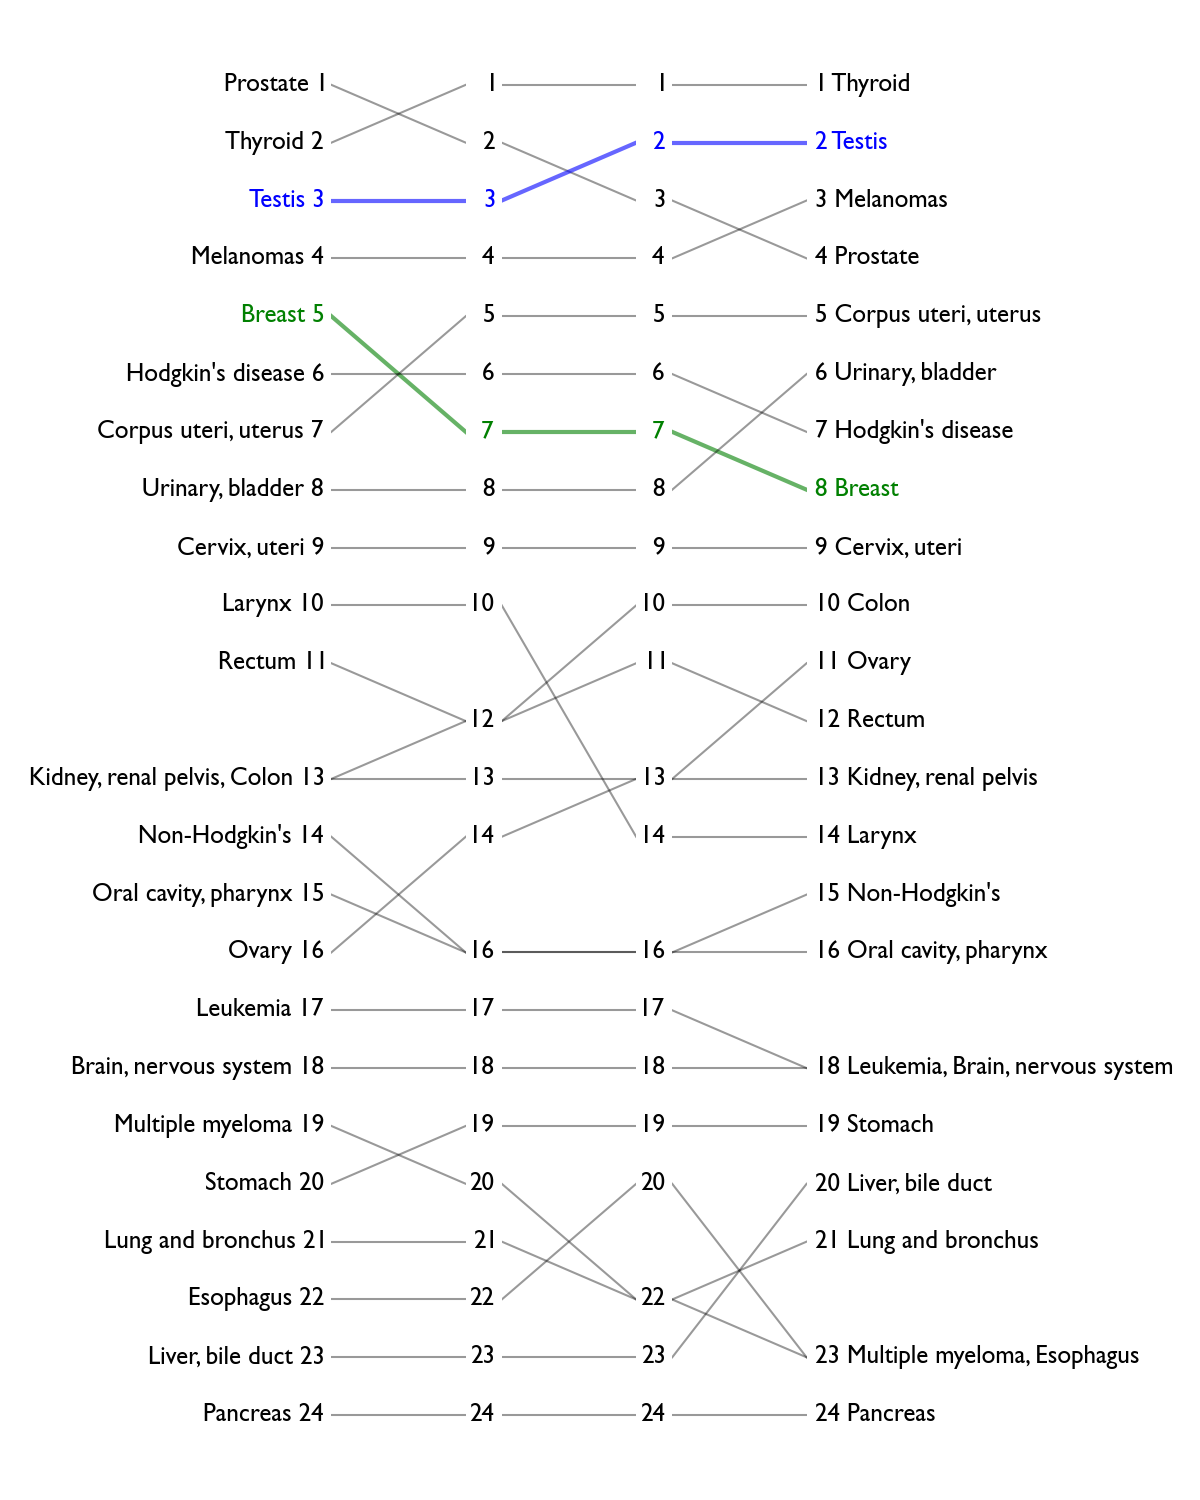 Prostate 1 1 1 1 Thyroid
Thyroid 2 2 2 2 Testis
Testis 3 3 3 3 Melanomas
Melanomas 4 4 4 4 Prostate
Breast 5 5 5 5 Corpus uteri, uterus
Hodgkin's disease 6 6 6 6 Urinary, bladder
Corpus uteri, uterus 7 7 7 7 Hodgkin's disease
Urinary, bladder 8 8 8 8 Breast
Cervix, uteri 9 9 9 9 Cervix, uteri
Larynx 10 10 10 10 Colon
Rectum 11 11 11 Ovary
12 12 Rectum
Kidney, renal pelvis, Colon 13 13 13 13 Kidney, renal pelvis
Non-Hodgkin's 14 14 14 14 Larynx
Oral cavity, pharynx 15 15 Non-Hodgkin's
Ovary 16 16 16 16 Oral cavity, pharynx
Leukemia 17 17 17
Brain, nervous system 18 18 18 18 Leukemia, Brain, nervous system
Multiple myeloma 19 19 19 19 Stomach
Stomach 20 20 20 20 Liver, bile duct
Lung and bronchus 21 21 21 Lung and bronchus
Esophagus 22 22 22
Liver, bile duct 23 23 23 23 Multiple myeloma, Esophagus
Pancreas 24 24 24 24 Pancreas